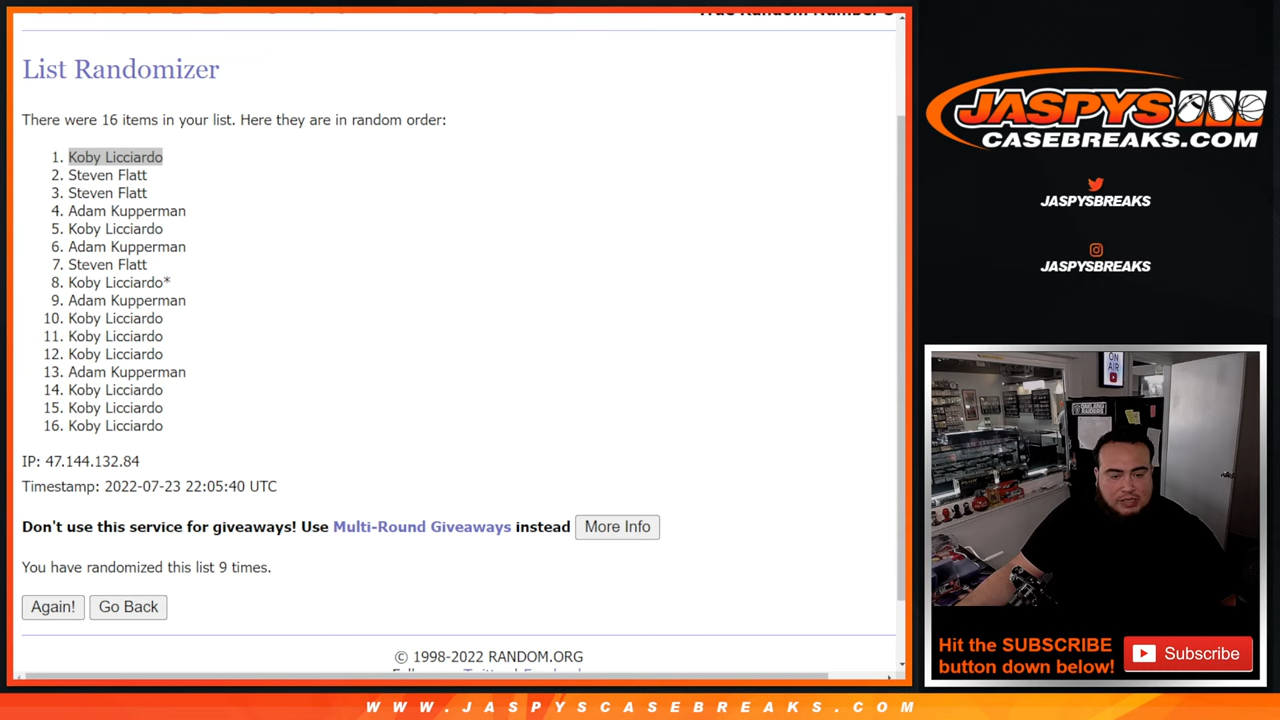 List Randomizer
There were 16 items in your list. Here they are in random order:
1. Koby Licciardo
2. Steven Flatt
3. Steven Flatt
4. Adam Kupperman
5. Koby Licciardo
6. Adam Kupperman
7. Steven Flatt
8. Koby Licciardo*
9. Adam Kupperman
10. Koby Licciardo
11. Koby Licciardo
12. Koby Licciardo
13. Adam Kupperman
14. Koby Licciardo
15. Koby Licciardo
16. Koby Licciardo
IP: 47.144.132.84
Timestamp: 2022-07-23 22:05:40 UTC
Don't use this service for giveaways! Use Multi-Round Giveaways instead More Info
You have randomized this list 9 times.
Again! Go Back
© 1998-2022 RANDOM.ORG
JASPYS
CASEBREAKS.COM
JASPYSBREAKS
JASPYSBREAKS
ON
AIR
Hit the SUBSCRIBE
button down below!
Subscribe
WWW.JASPYSCASEBREAKS.COM